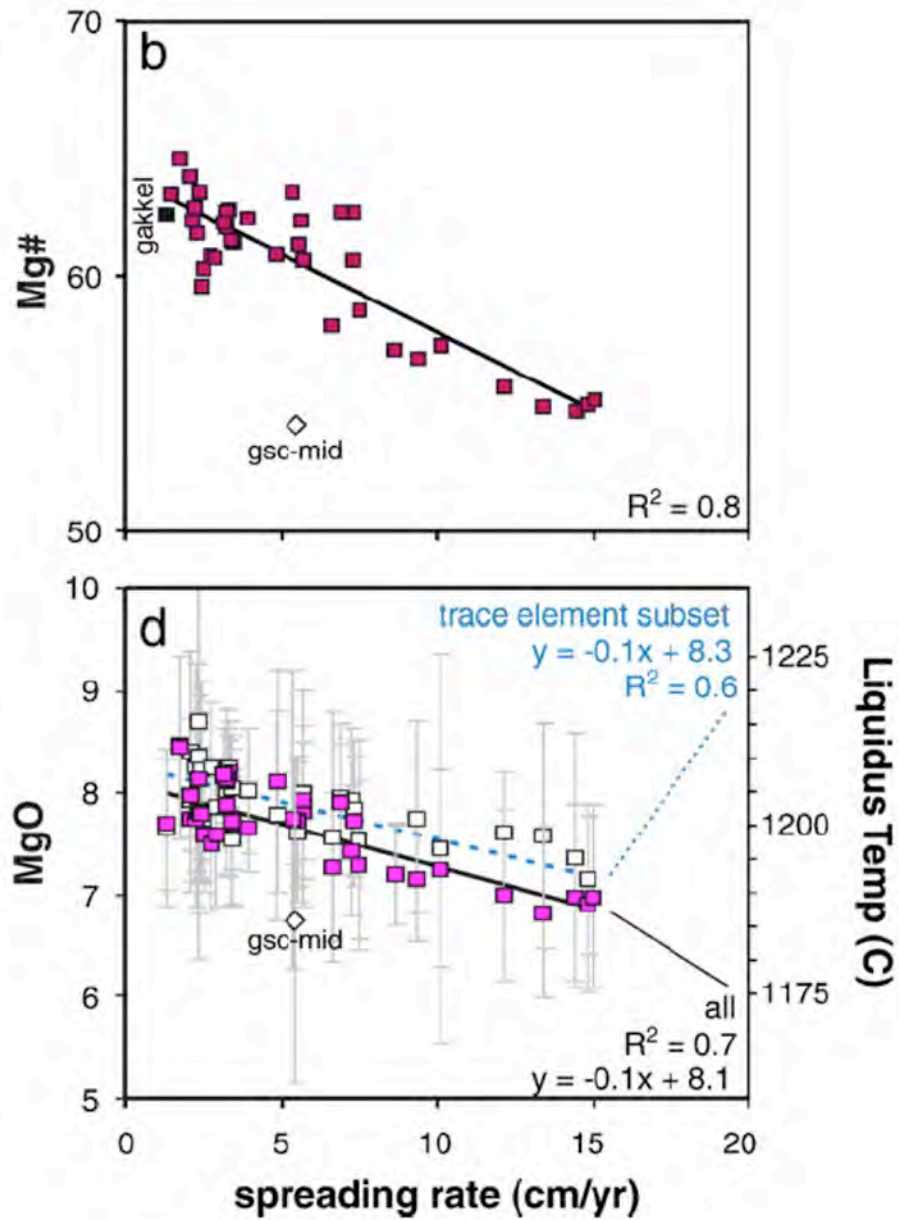 70
b
gakkel
Mg#
60
gsc-mid
R² = 0.8
50
10
d
trace element subset
y = -0.1x + 8.3
R² = 0.6
1225
9
8
MgO
1200
Liquidus Temp (C)
7
gsc-mid
6
1175
all
R² = 0.7
y = -0.1x + 8.1
5
0 5 10 15 20
spreading rate (cm/yr)